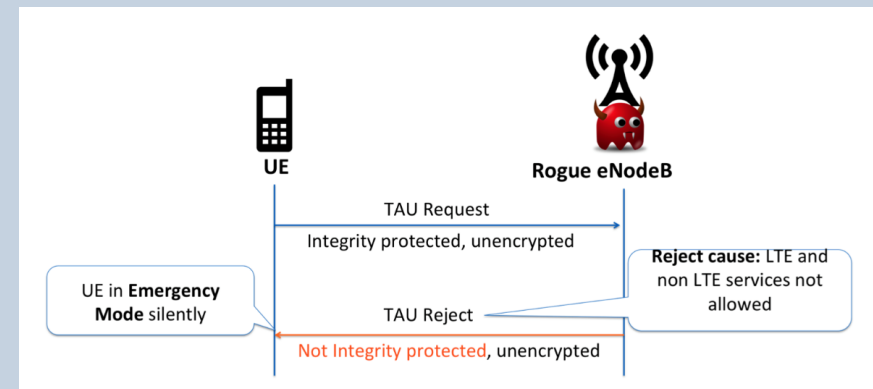 UE
Rogue eNodeB
TAU Request
Integrity protected, unencrypted
Reject cause: LTE and
non LTE services not
allowed
UE in Emergency
Mode silently
TAU Reject
Not Integrity protected, unencrypted